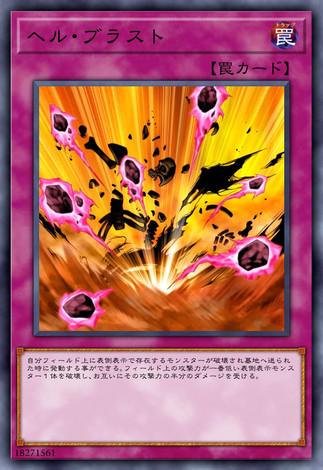 ヘル・ブラスト
トラップ
罠
【罠カード】
自分フィールド上に表側表示で存在するモンスターが破壊され墓地へ送られ
た時に発動する事ができる。フィールド上の攻撃力が一番低い表側表示モンス
ター１体を破壊し、お互いにその攻撃力の半分のダメージを受ける。
18271561